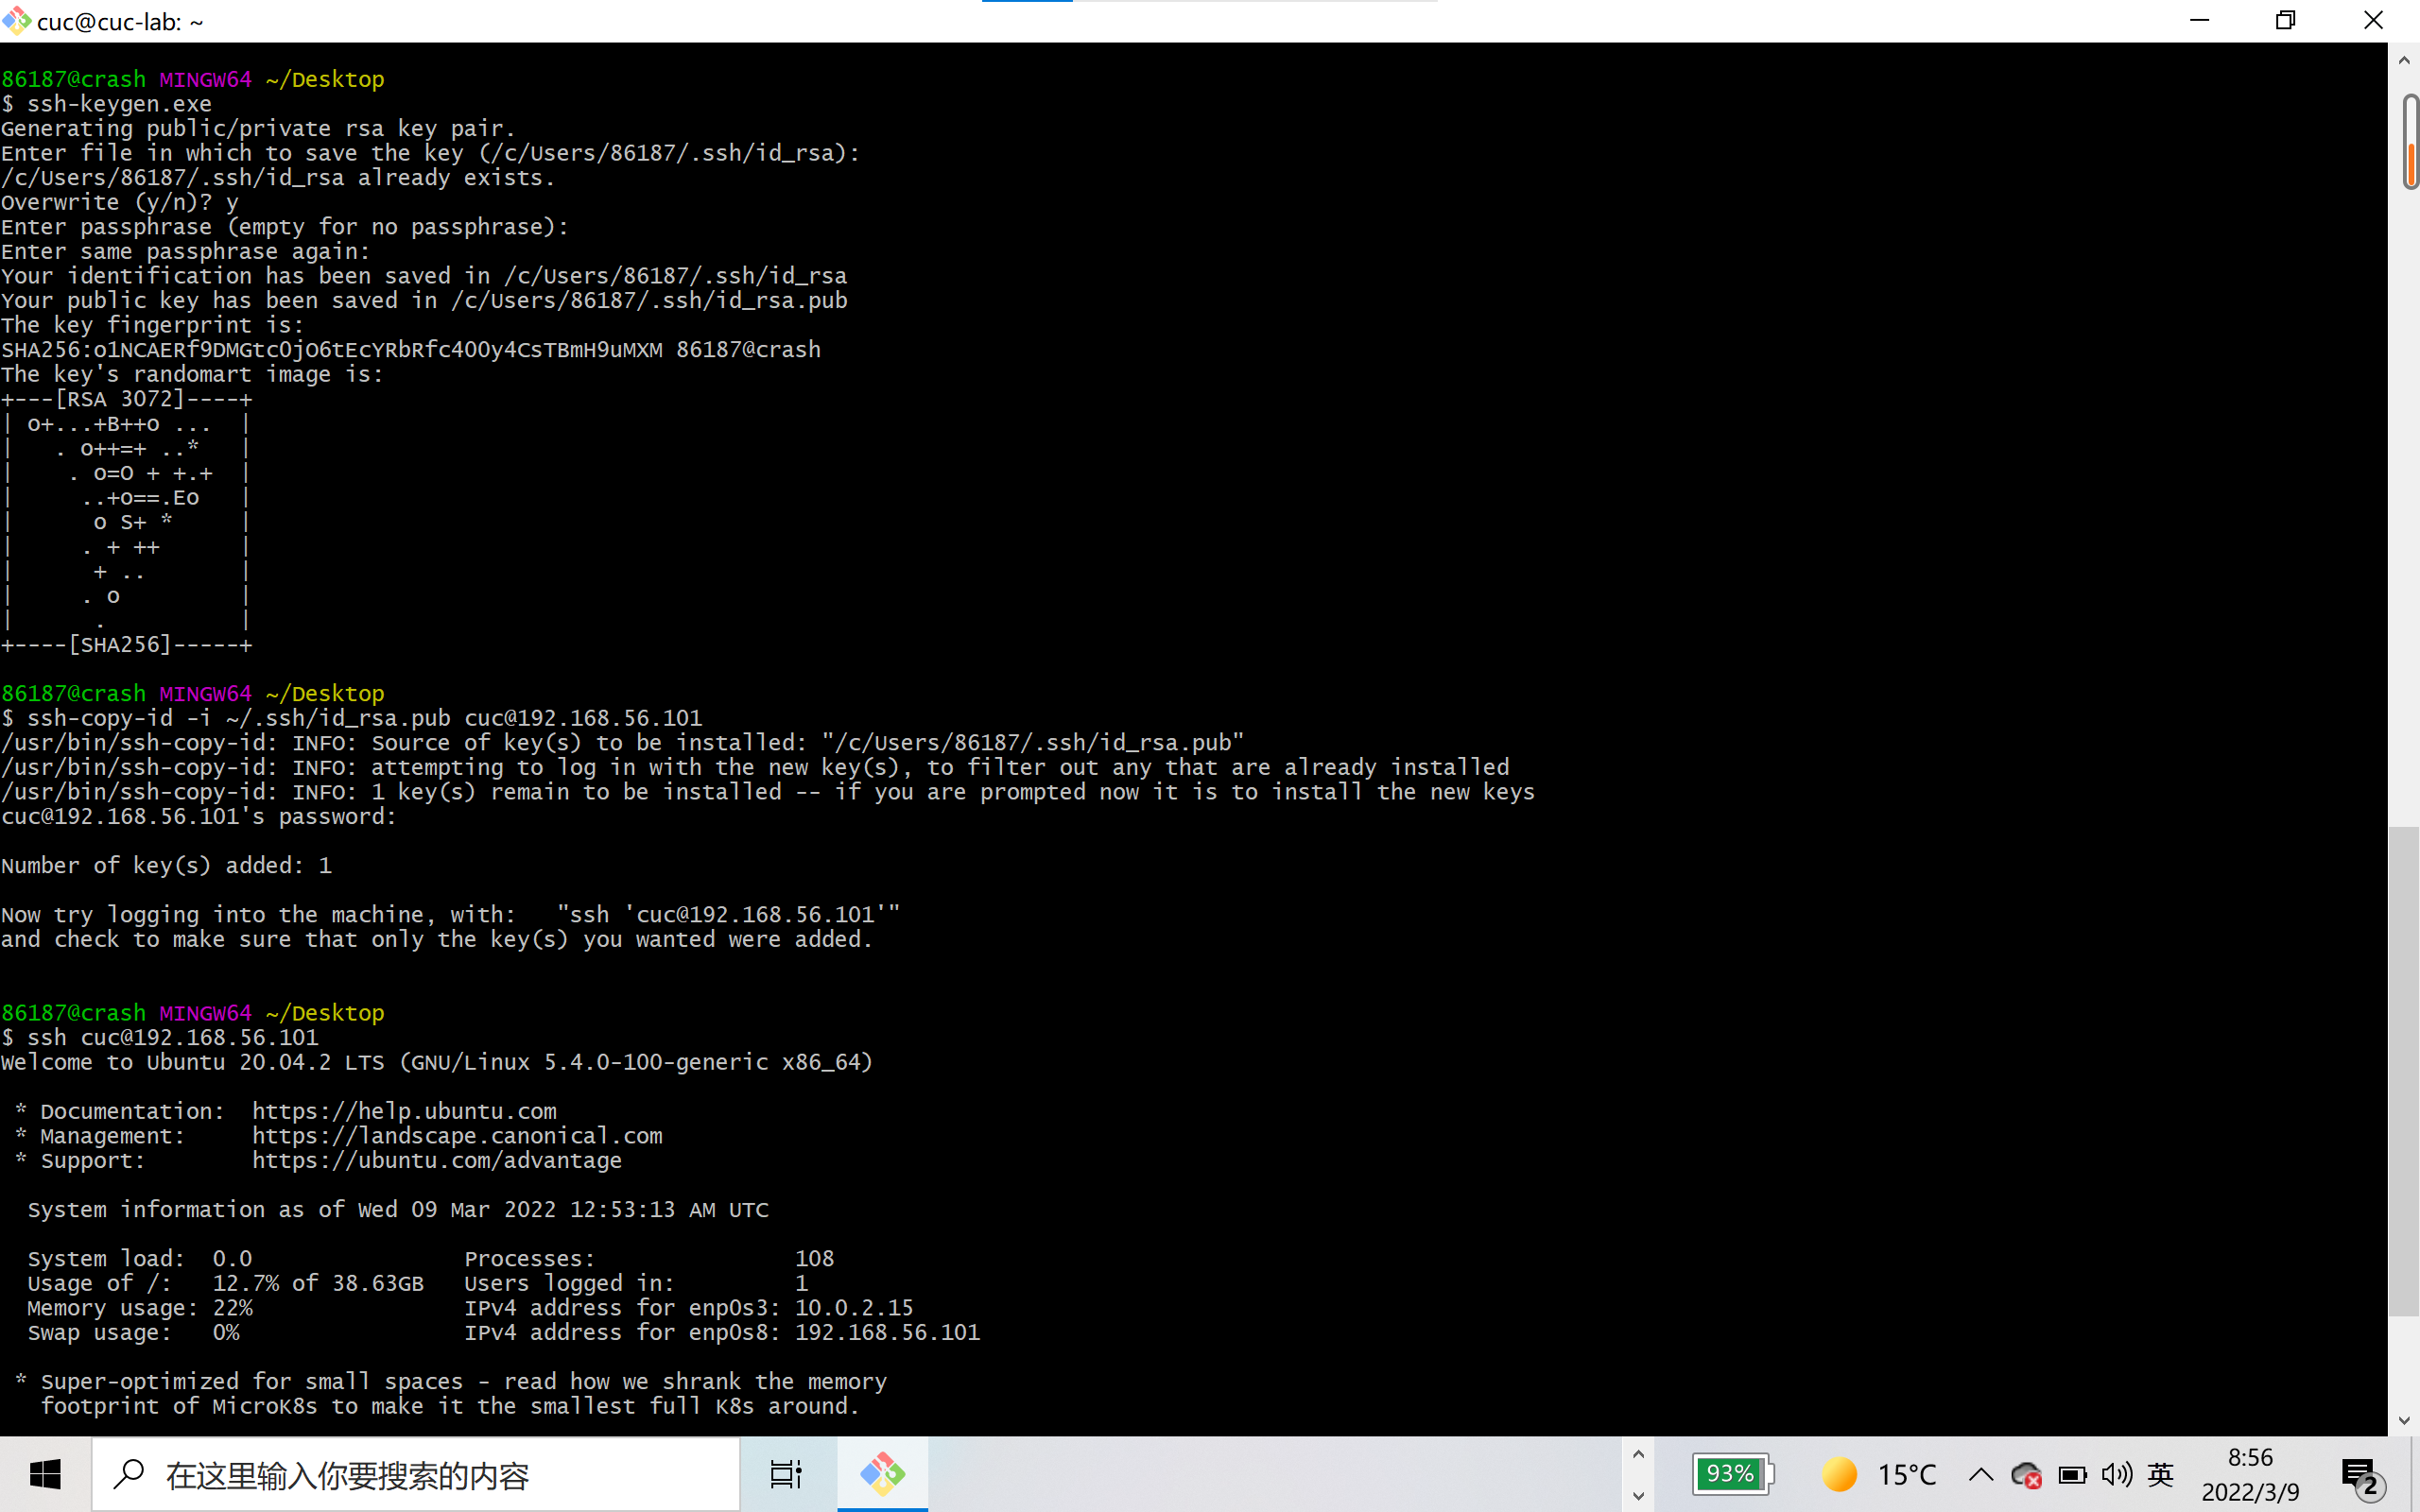 cuc@cuc-lab: ~
86187@crash MINGW64 ~/Desktop
$ ssh-keygen.exe
Generating public/private rsa key pair.
Enter file in which to save the key (/c/Users/86187/.ssh/id_rsa):
/c/Users/86187/.ssh/id_rsa already exists.
Overwrite (y/n)? y
Enter passphrase (empty for no passphrase):
Enter same passphrase again:
Your identification has been saved in /c/Users/86187/.ssh/id_rsa
Your public key has been saved in /c/Users/86187/.ssh/id_rsa.pub
The key fingerprint is:
SHA256:o1NCAERf9DMGtcOjO6tEcYRbRfc4OOy4CsTBmH9uMXM 86187@crash
The key's randomart image is:
+---[RSA 3072]----+
| o+...+B++o ...  |
|   . o++=+ ..*   |
|    . o=O + +.+  |
|     ..+o==.Eo   |
|      o S+ *     |
|     . + ++      |
|      + ..       |
|     . o         |
|      .          |
+----[SHA256]-----+
86187@crash MINGW64 ~/Desktop
$ ssh-copy-id -i ~/.ssh/id_rsa.pub cuc@192.168.56.101
/usr/bin/ssh-copy-id: INFO: Source of key(s) to be installed: "/c/Users/86187/.ssh/id_rsa.pub"
/usr/bin/ssh-copy-id: INFO: attempting to log in with the new key(s), to filter out any that are already installed
/usr/bin/ssh-copy-id: INFO: 1 key(s) remain to be installed -- if you are prompted now it is to install the new keys
cuc@192.168.56.101's password:
Number of key(s) added: 1
Now try logging into the machine, with:   "ssh 'cuc@192.168.56.101'"
and check to make sure that only the key(s) you wanted were added.
86187@crash MINGW64 ~/Desktop
$ ssh cuc@192.168.56.101
Welcome to Ubuntu 20.04.2 LTS (GNU/Linux 5.4.0-100-generic x86_64)
 * Documentation:  https://help.ubuntu.com
 * Management:     https://landscape.canonical.com
 * Support:        https://ubuntu.com/advantage
  System information as of Wed 09 Mar 2022 12:53:13 AM UTC
  System load:  0.0                Processes:               108
  Usage of /:   12.7% of 38.63GB   Users logged in:         1
  Memory usage: 22%                IPv4 address for enp0s3: 10.0.2.15
  Swap usage:   0%                 IPv4 address for enp0s8: 192.168.56.101
 * Super-optimized for small spaces - read how we shrank the memory
   footprint of MicroK8s to make it the smallest full K8s around.
在这里输入你要搜索的内容
93%
15°C
英
8:56
2022/3/9
2